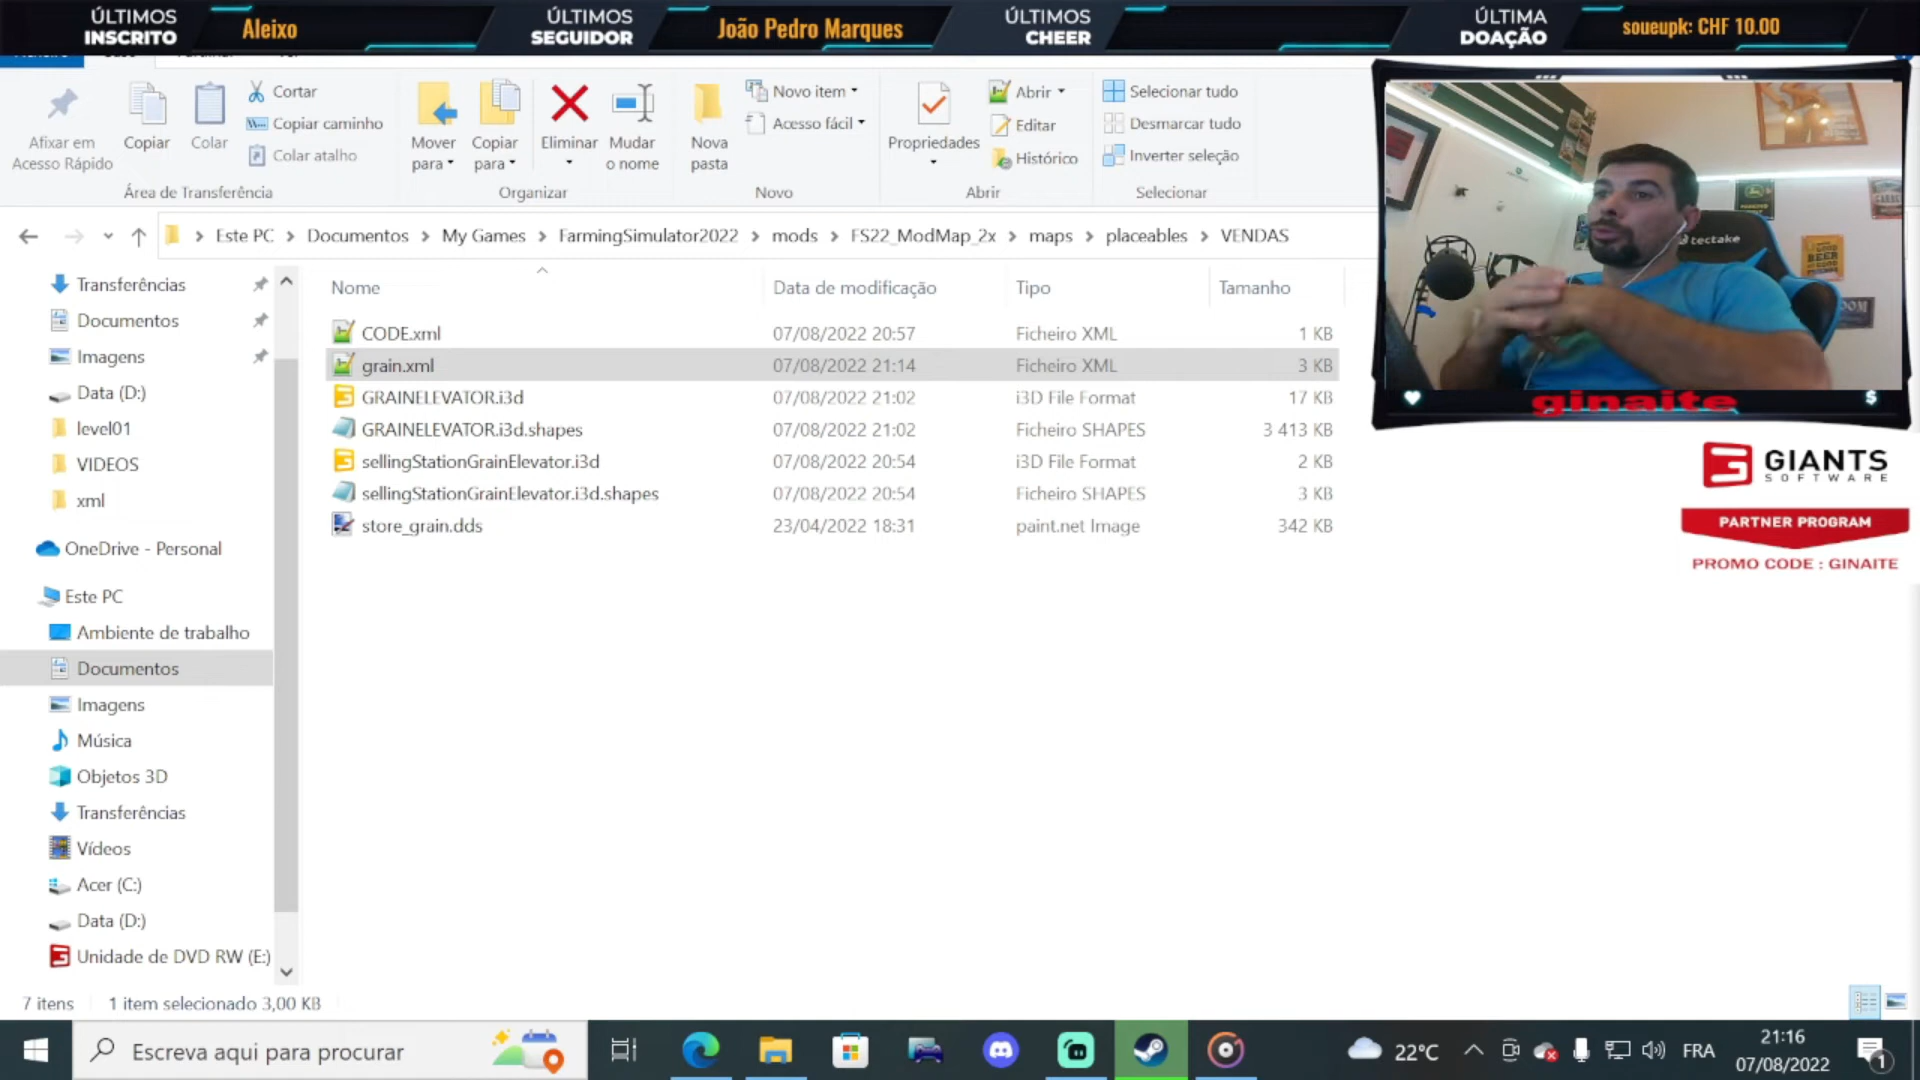 ÚLTIMOS
INSCRITO
Aleixo
ÚLTIMOS
SEGUIDOR
João Pedro Marques
ÚLTIMOS
CHEER
ÚLTIMA
DOAÇÃO
soueupk: CHF 10.00
Afixar em
Acesso Rápido
Copiar
Colar
Cortar
Copiar caminho
Colar atalho
Área de Transferência
Mover
para
Copiar
para
Eliminar
Mudar
o nome
Organizar
Nova
pasta
Novo item
Acesso fácil
Novo
Propriedades
Abrir
Editar
Histórico
Abrir
Selecionar tudo
Desmarcar tudo
Inverter seleção
Selecionar
Este PC
Documentos
My Games
FarmingSimulator2022
mods
FS22_ModMap_2x
maps
placeables
VENDAS
Transferências
Documentos
Imagens
Data (D:)
level01
VIDEOS
xml
OneDrive - Personal
Este PC
Ambiente de trabalho
Documentos
Imagens
Música
Objetos 3D
Transferências
Vídeos
Acer (C:)
Data (D:)
Unidade de DVD RW (E:)
Nome Data de modificação Tipo Tamanho
CODE.xml 07/08/2022 20:57 Ficheiro XML 1 KB
grain.xml 07/08/2022 21:14 Ficheiro XML 3 KB
GRAINELEVATOR.i3d 07/08/2022 21:02 i3D File Format 17 KB
GRAINELEVATOR.i3d.shapes 07/08/2022 21:02 Ficheiro SHAPES 3 413 KB
sellingStationGrainElevator.i3d 07/08/2022 20:54 i3D File Format 2 KB
sellingStationGrainElevator.i3d.shapes 07/08/2022 20:54 Ficheiro SHAPES 3 KB
store_grain.dds 23/04/2022 18:31 paint.net Image 342 KB
tectake
ginaite
GIANTS
SOFTWARE
PARTNER PROGRAM
PROMO CODE : GINAITE
7 itens 1 item selecionado 3,00 KB
Escreva aqui para procurar
22°C
FRA
21:16
07/08/2022
1